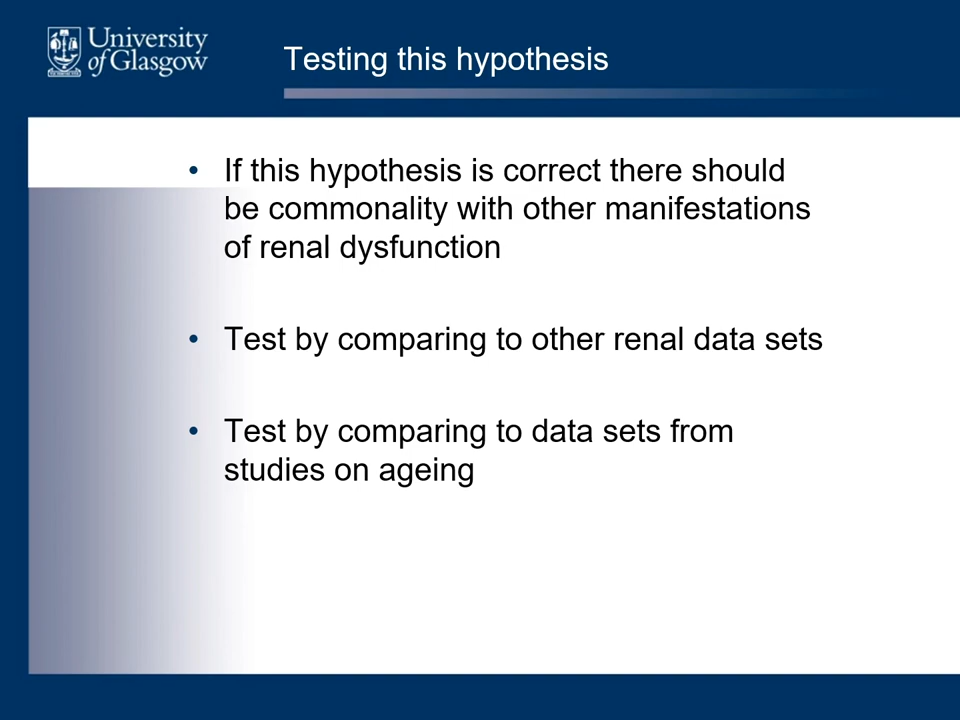 University
of Glasgow
Testing this hypothesis
• If this hypothesis is correct there should
be commonality with other manifestations
of renal dysfunction
• Test by comparing to other renal data sets
• Test by comparing to data sets from
studies on ageing